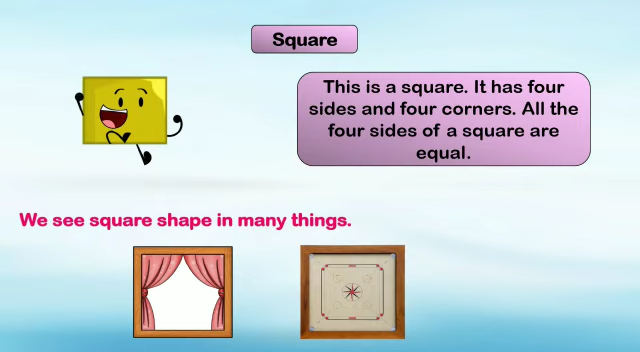 Square
This is a square. It has four
sides and four corners. All the
four sides of a square are
equal.
We see square shape in many things.